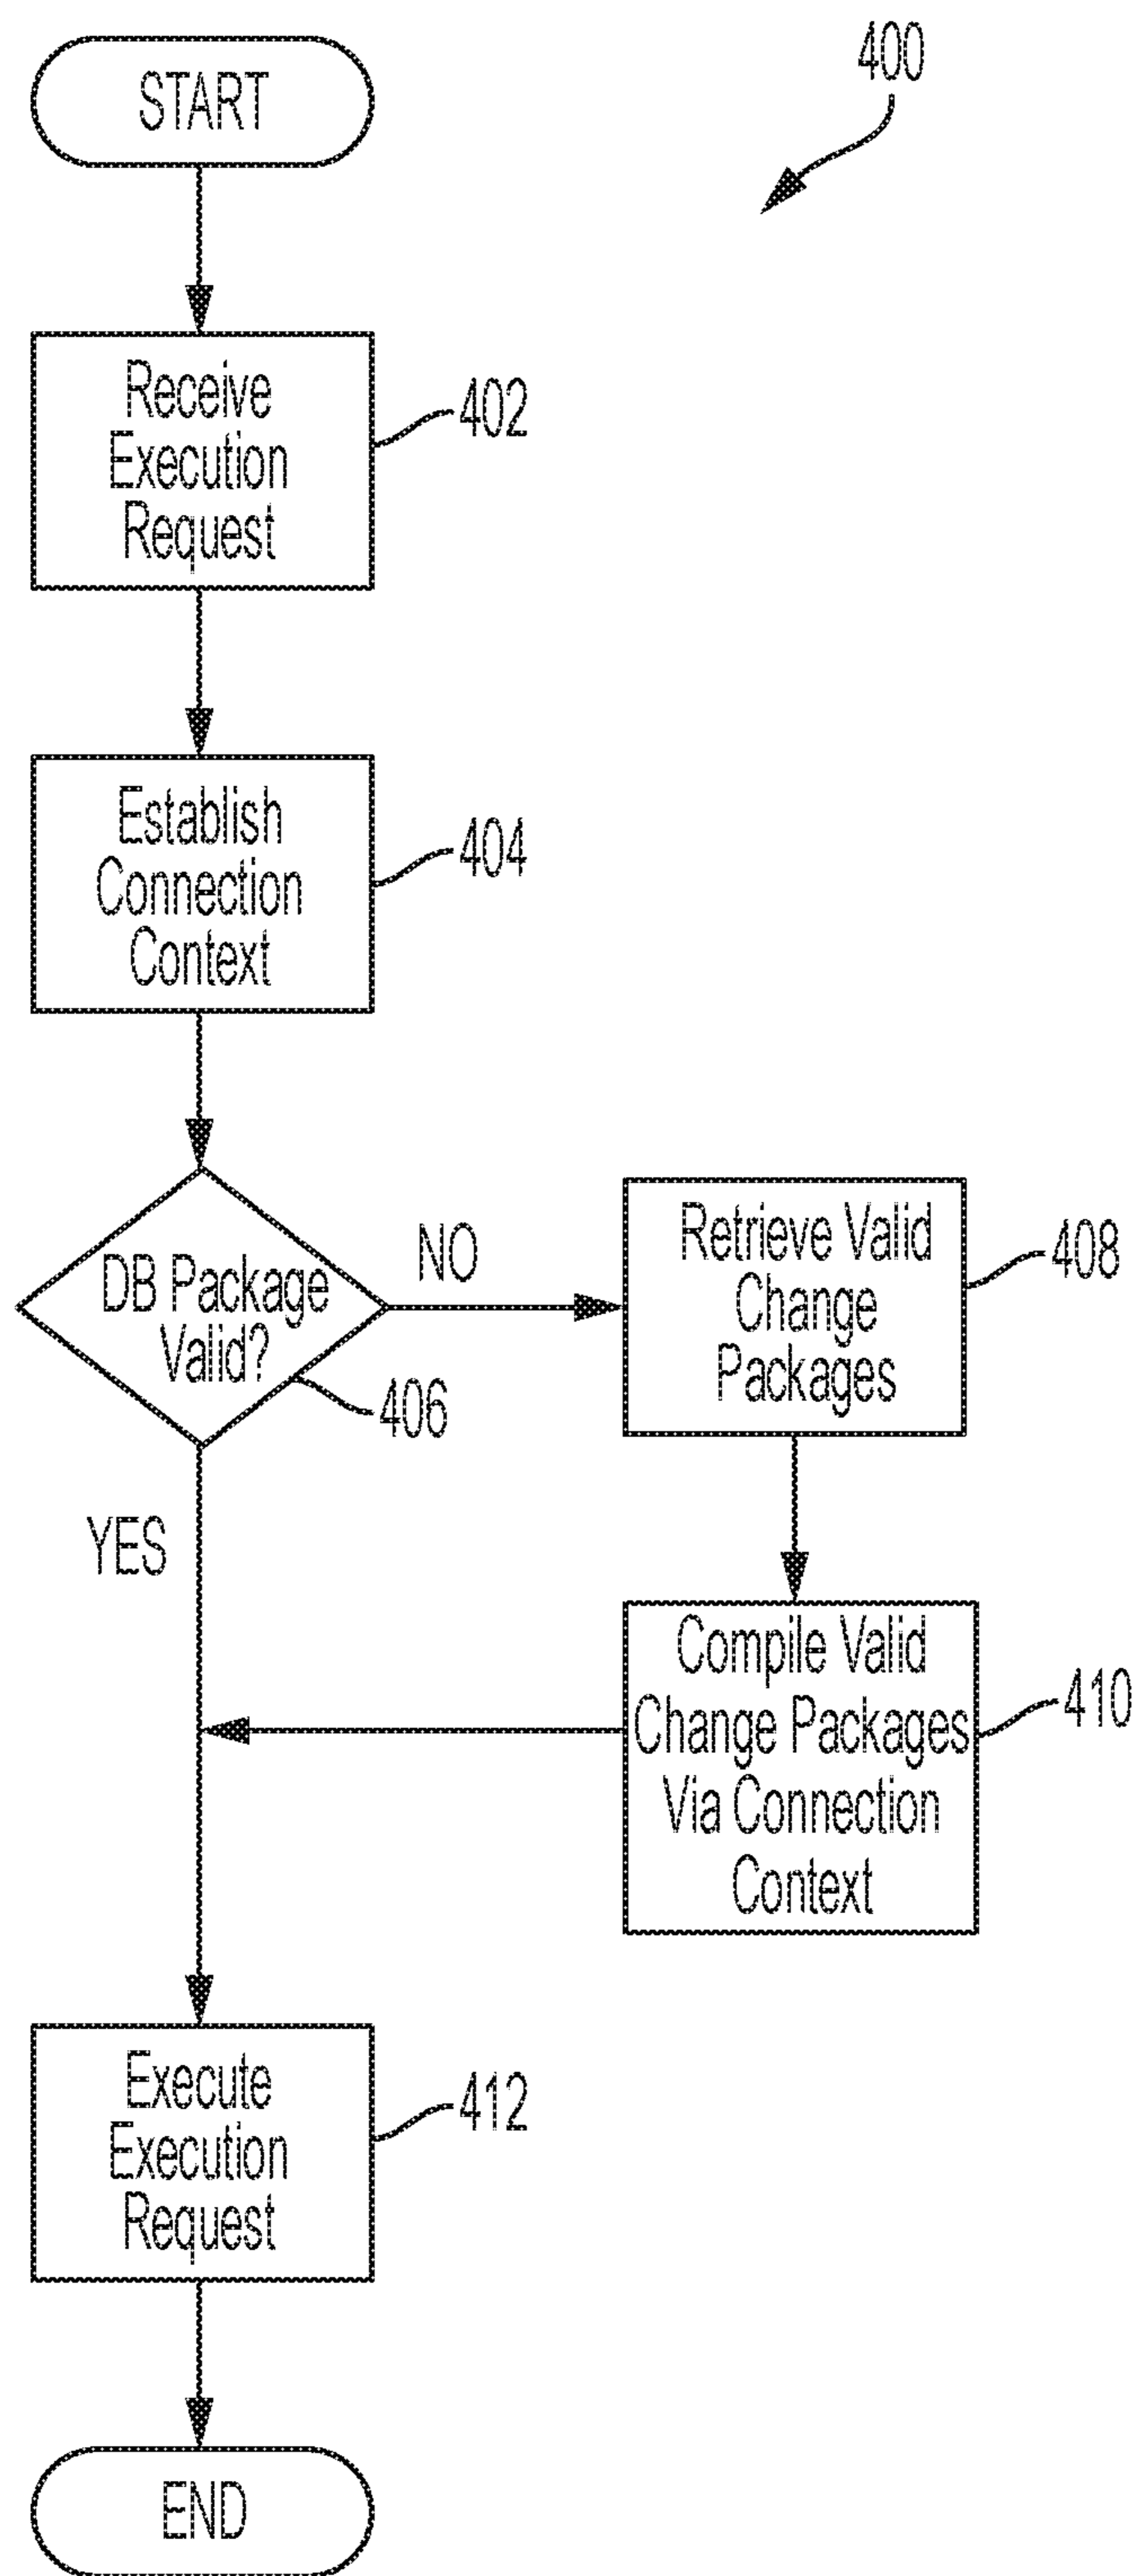 START
400
Receive
Execution
Request
402
Establish
Connection
Context
404
DB Package
Valid?
406
NO
YES
Retrieve Valid
Change
Packages
408
Compile Valid
Change Packages
Via Connection
Context
410
Execute
Execution
Request
412
END